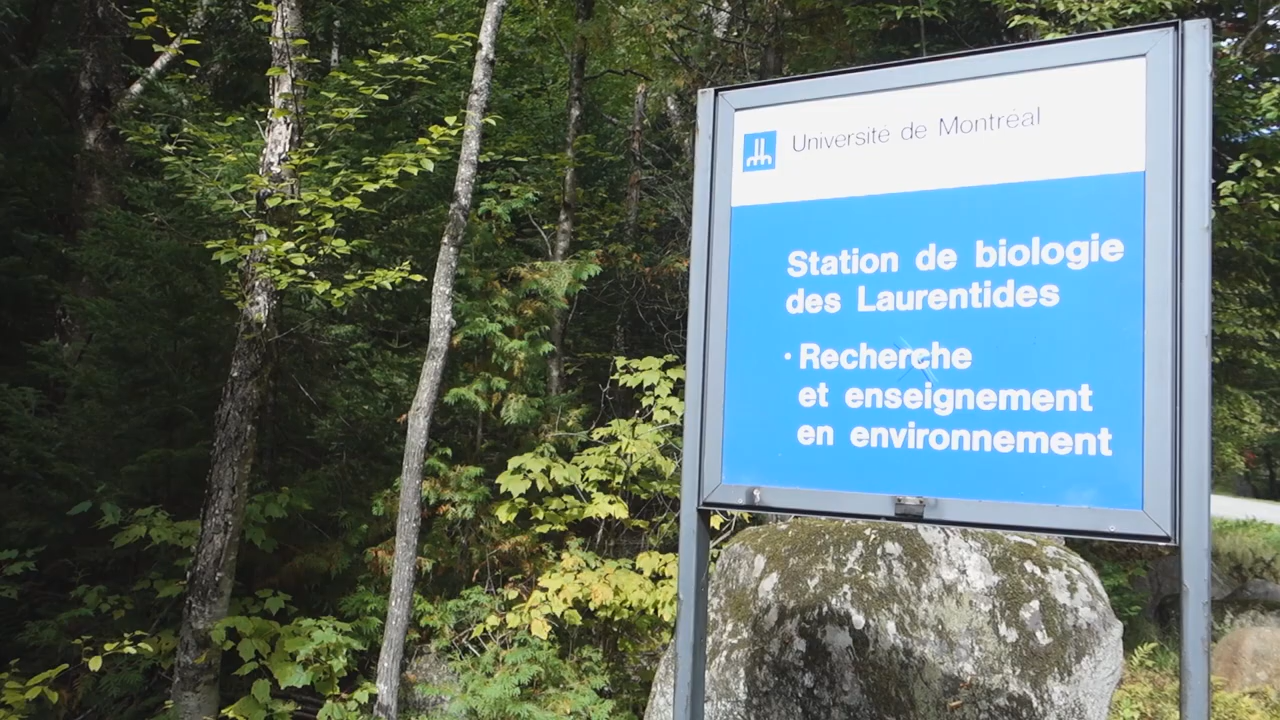 Université de Montréal
Station de biologie
des Laurentides
· Recherche
et enseignement
en environnement